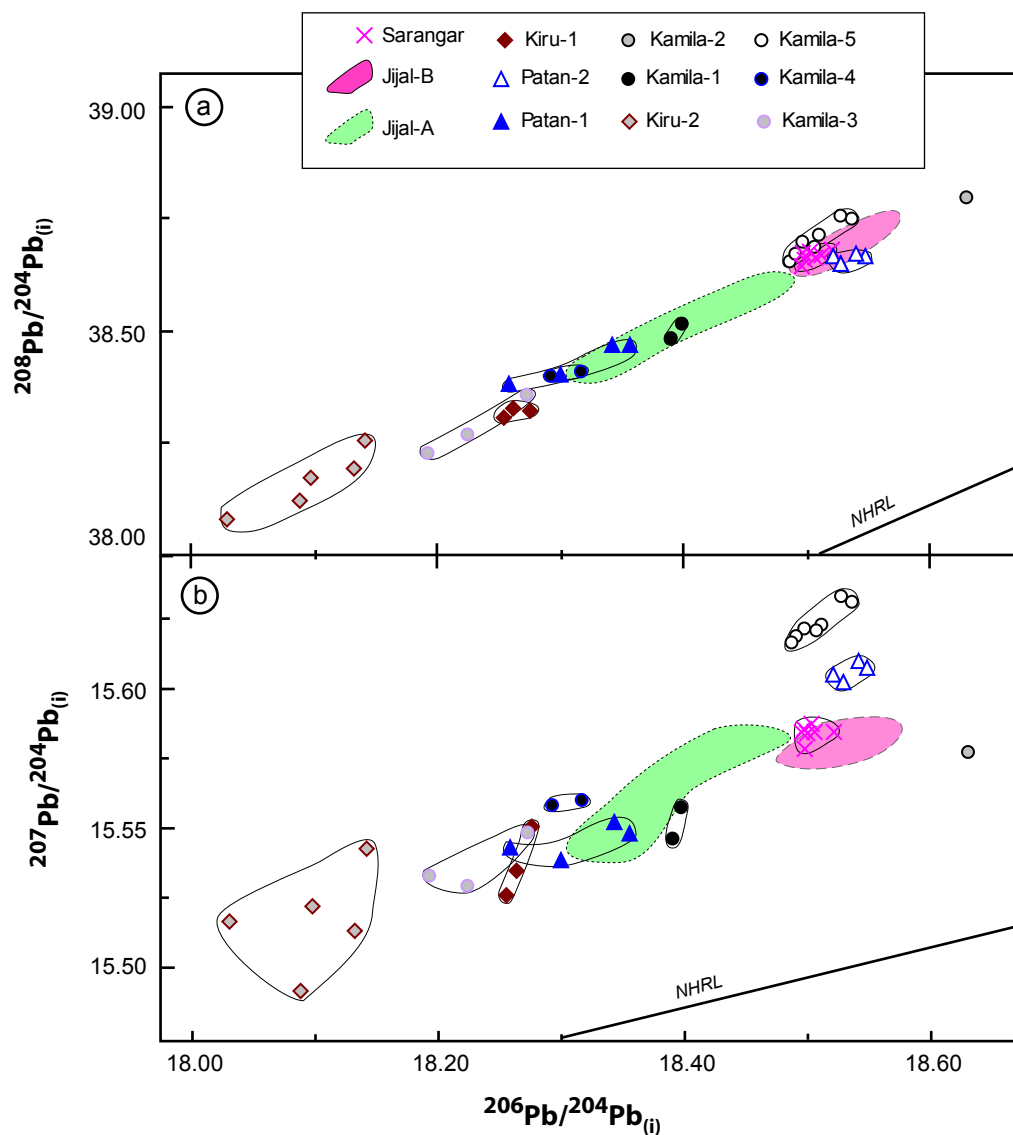 Sarangar Kiru-1 Kamila-2 Kamila-5
Jijal-B Patan-2 Kamila-1 Kamila-4
Jijal-A Patan-1 Kiru-2 Kamila-3
a
39.00
38.50
38.00
208Pb/204Pb(i)
NHRL
b
15.60
15.55
15.50
207Pb/204Pb(i)
NHRL
18.00 18.20 18.40 18.60
206Pb/204Pb(i)